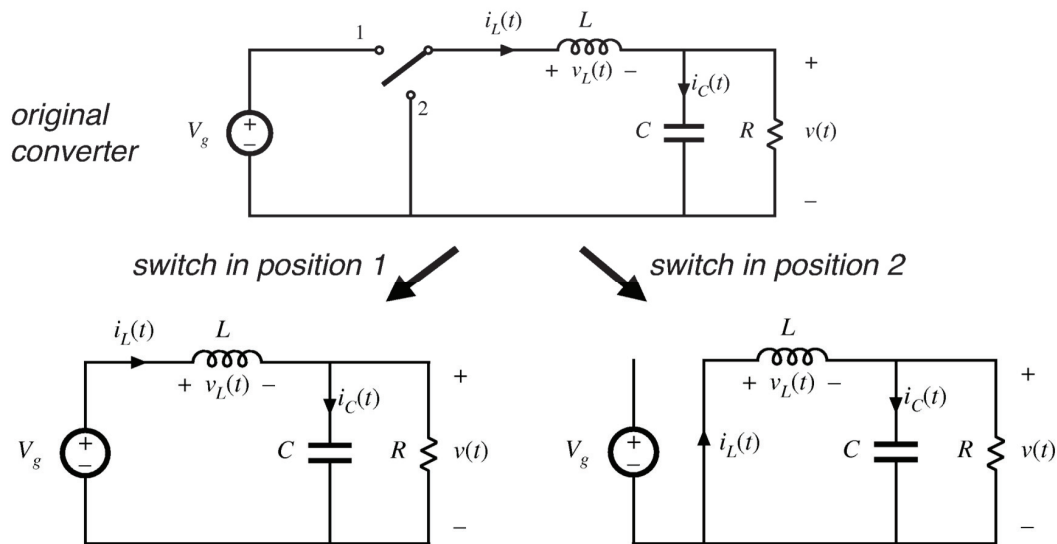 i_L(t)
L
1
+ v_L(t) −
+
i_C(t)
2
original
converter
V_g
+
−
C
R
v(t)
−
switch in position 1
switch in position 2
i_L(t)
L
+ v_L(t) −
+
i_C(t)
V_g
+
−
C
R
v(t)
−
L
+ v_L(t) −
+
i_C(t)
V_g
+
−
i_L(t)
C
R
v(t)
−